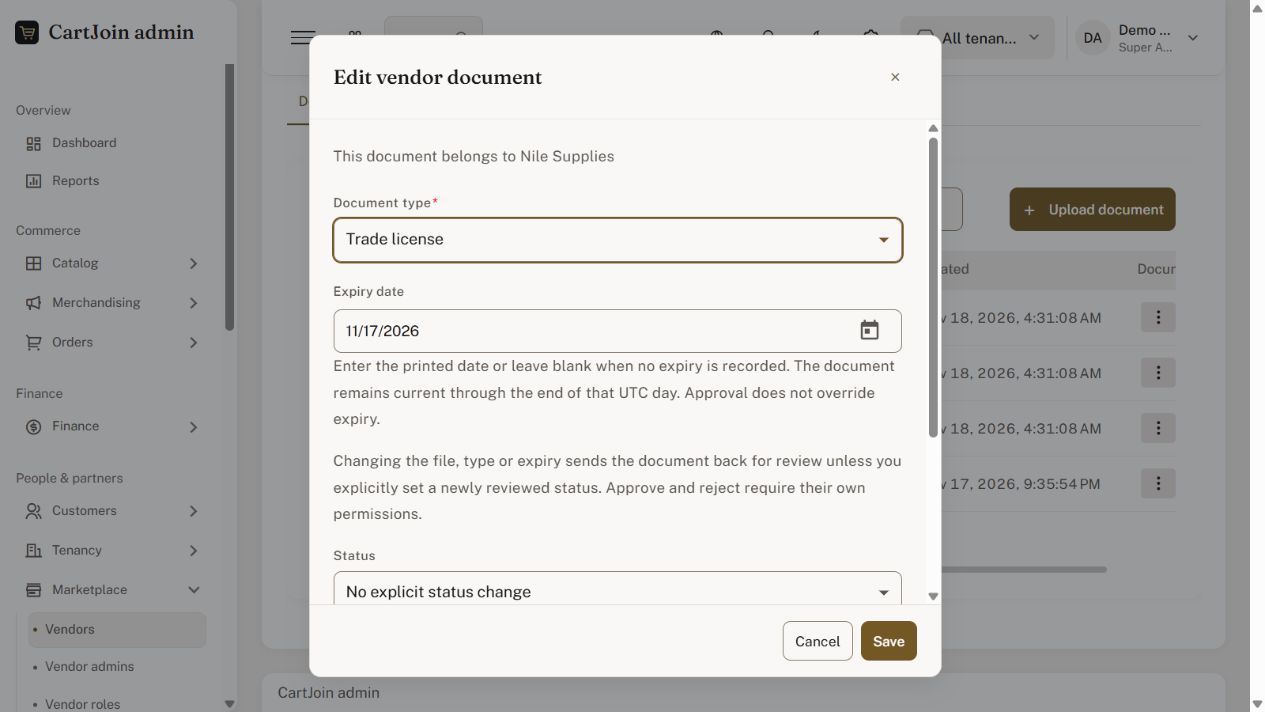 CartJoin admin
All tenan...
DA
Demo ...
Super A...
Overview
Dashboard
Reports
Commerce
Catalog
Merchandising
Orders
Finance
Finance
People & partners
Customers
Tenancy
Marketplace
Vendors
Vendor admins
Vendor roles
Edit vendor document
×
This document belongs to Nile Supplies
Document type*
Trade license
Expiry date
11/17/2026
Enter the printed date or leave blank when no expiry is recorded. The document
remains current through the end of that UTC day. Approval does not override
expiry.
Changing the file, type or expiry sends the document back for review unless you
explicitly set a newly reviewed status. Approve and reject require their own
permissions.
Status
No explicit status change
Cancel
Save
+ Upload document
18, 2026, 4:31:08 AM
18, 2026, 4:31:08 AM
18, 2026, 4:31:08 AM
17, 2026, 9:35:54 PM
CartJoin admin